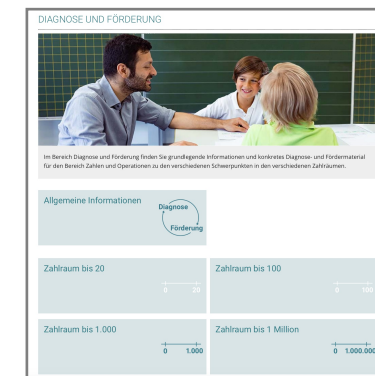 DIAGNOSE UND FÖRDERUNG
Im Bereich Diagnose und Förderung finden Sie grundlegende Informationen und konkretes Diagnose- und Fördermaterial
für den Bereich Zahlen und Operationen zu den verschiedenen Schwerpunkten in den verschiedenen Zahlräumen.
Allgemeine Informationen
Diagnose
Förderung
Zahlraum bis 20
0 20
Zahlraum bis 100
0 100
Zahlraum bis 1.000
0 1.000
Zahlraum bis 1 Million
0 1.000.000